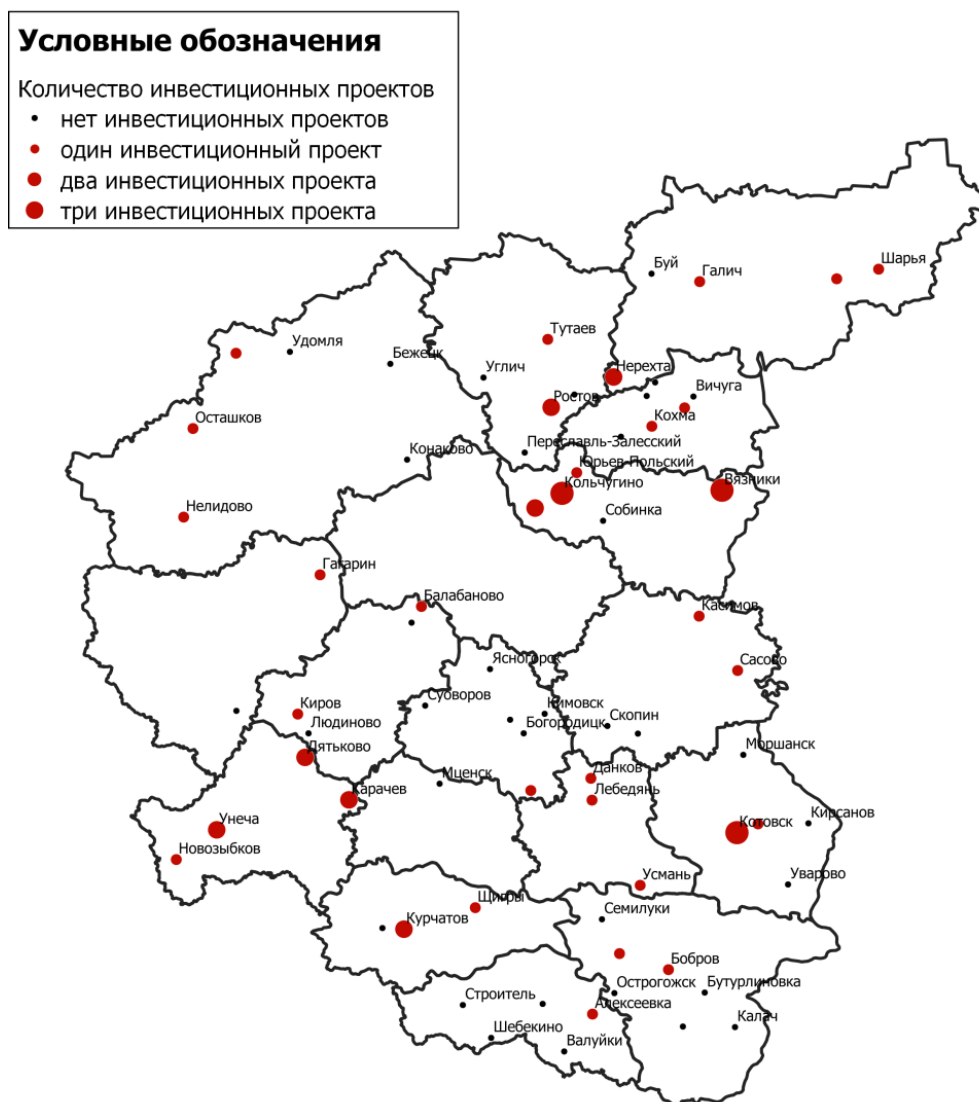 Условные обозначения
Количество инвестиционных проектов
нет инвестиционных проектов
один инвестиционный проект
два инвестиционных проекта
три инвестиционных проекта
Шарья
Буй
Галич
Тутаев
Удомля
Бежецк
Углич
Нерехта
Вичуга
Ростов
Осташков
Кохма
Переславль-Залесский
Конаково
Юрьев-Польский
Кольчугино
Вязники
Нелидово
Собинка
Гагарин
Балабаново
Касимов
Ясногорск
Сасово
Суворов
Киров
Кимовск
Людиново
Богородицк
Скопин
Дятьково
Моршанск
Мценск
Данков
Карачев
Лебедянь
Унеча
Котовск
Кирсанов
Новозыбков
Усмань
Уварово
Щигры
Курчатов
Семилуки
Бобров
Острогожск
Бутурлиновка
Строитель
Алексеевка
Шебекино
Калач
Валуйки